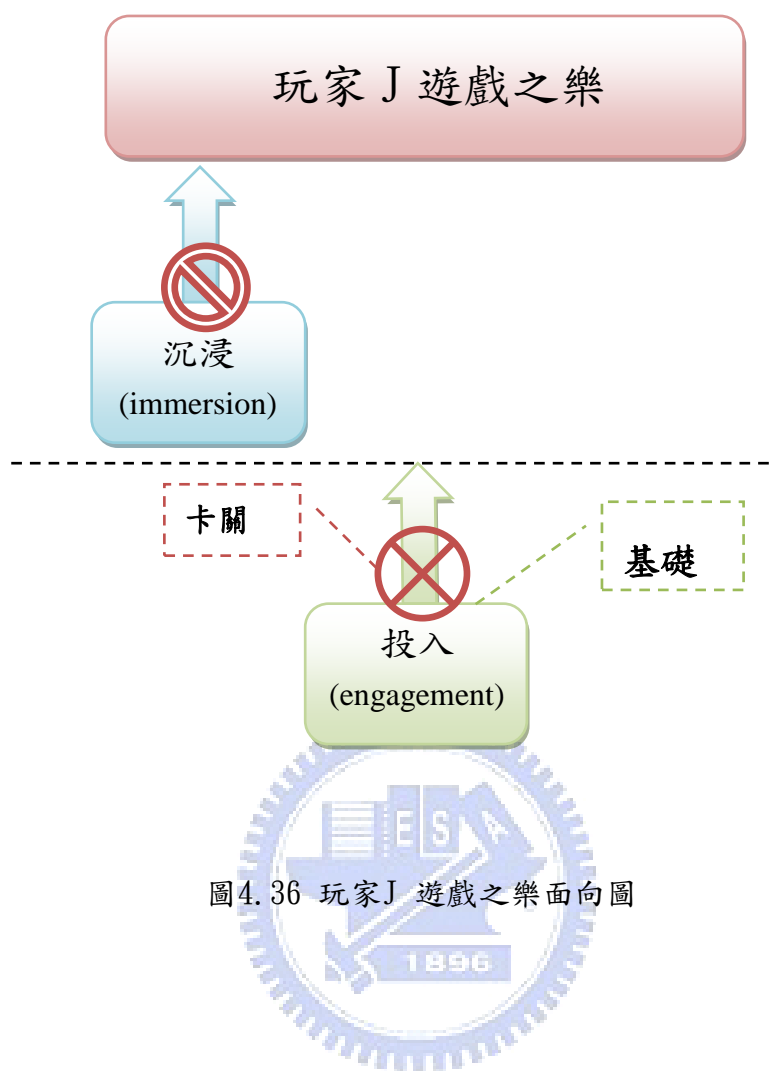 玩家 J 遊戲之樂
沉浸
(immersion)
卡關
基礎
投入
(engagement)
E S A
圖4.36 玩家J 遊戲之樂面向圖
1896